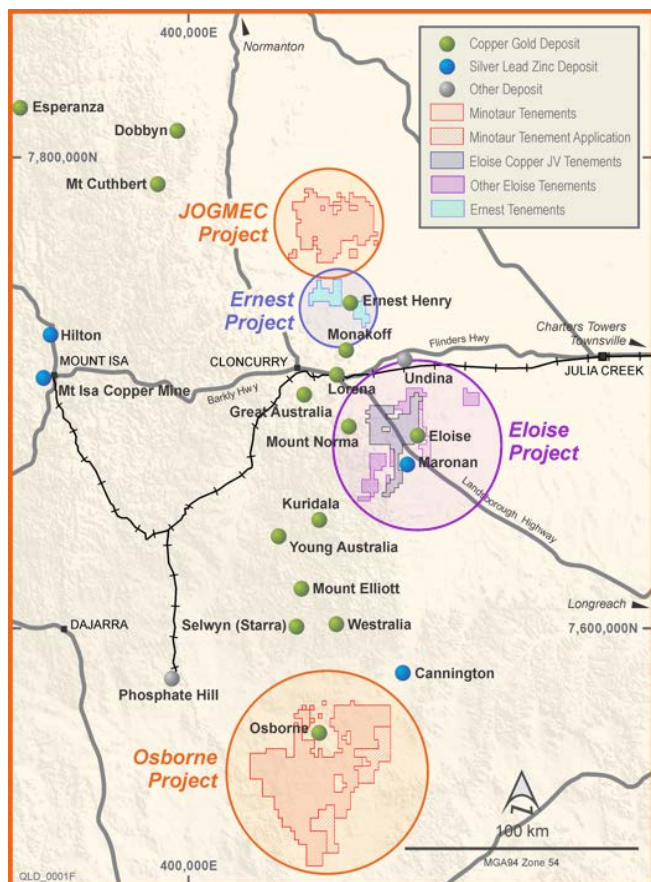 400,000E
Normanton
Copper Gold Deposit
Silver Lead Zinc Deposit
Other Deposit
Minotaur Tenements
Minotaur Tenement Application
Eloise Copper JV Tenements
Other Eloise Tenements
Ernest Tenements
Esperanza
Dobbyn
7,800,000N
Mt Cuthbert
JOGMEC
Project
Ernest
Project
Ernest Henry
Hilton
Monakoff
Flinders Hwy
Charters Towers
Townsville
MOUNT ISA
CLONCURRY
Undina
JULIA CREEK
Mt Isa Copper Mine
Barkly Hwy
Lorena
Great Australia
Mount Norma
Eloise
Eloise
Project
Maronan
Landsborough Highway
Kuridala
Young Australia
Mount Elliott
Longreach
DAJARRA
Selwyn (Starra)
Westralia
7,600,000N
Cannington
Phosphate Hill
Osborne
Osborne
Project
100 km
MGA94 Zone 54
QLD_0001F
400,000E